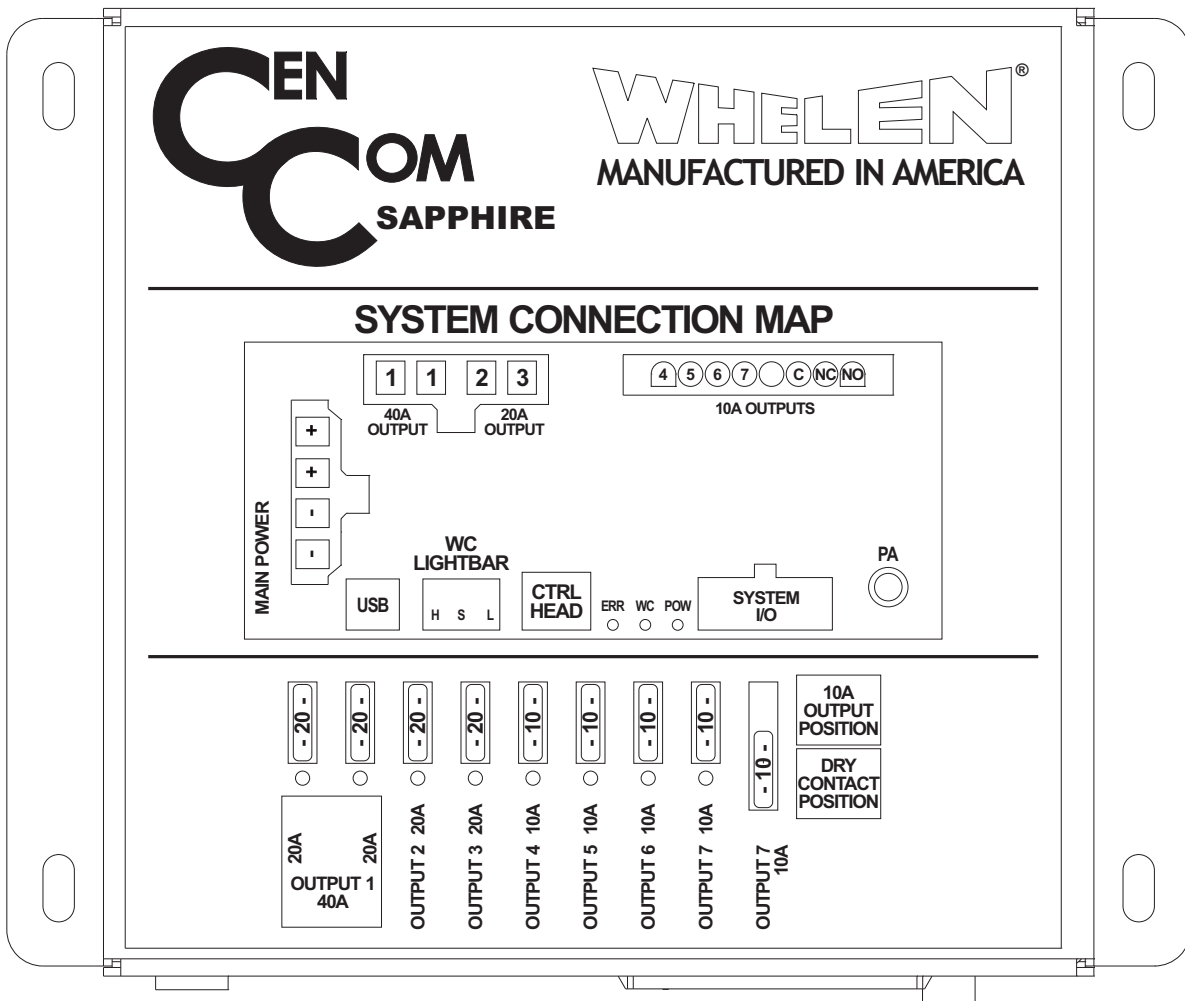 CEN
COM
SAPPHIRE
WHELEN®
MANUFACTURED IN AMERICA
SYSTEM CONNECTION MAP
1 1 2 3
40A
OUTPUT
20A
OUTPUT
4 5 6 7 C NC NO
10A OUTPUTS
MAIN POWER
+
+
-
-
USB
WC
LIGHTBAR
H S L
CTRL
HEAD
ERR WC POW
SYSTEM
I/O
PA
- 20 -
- 20 -
- 20 -
- 20 -
- 10 -
- 10 -
- 10 -
- 10 -
- 10 -
10A
OUTPUT
POSITION
DRY
CONTACT
POSITION
20A
20A
OUTPUT 1
40A
OUTPUT 2 20A
OUTPUT 3 20A
OUTPUT 4 10A
OUTPUT 5 10A
OUTPUT 6 10A
OUTPUT 7 10A
OUTPUT 7
10A